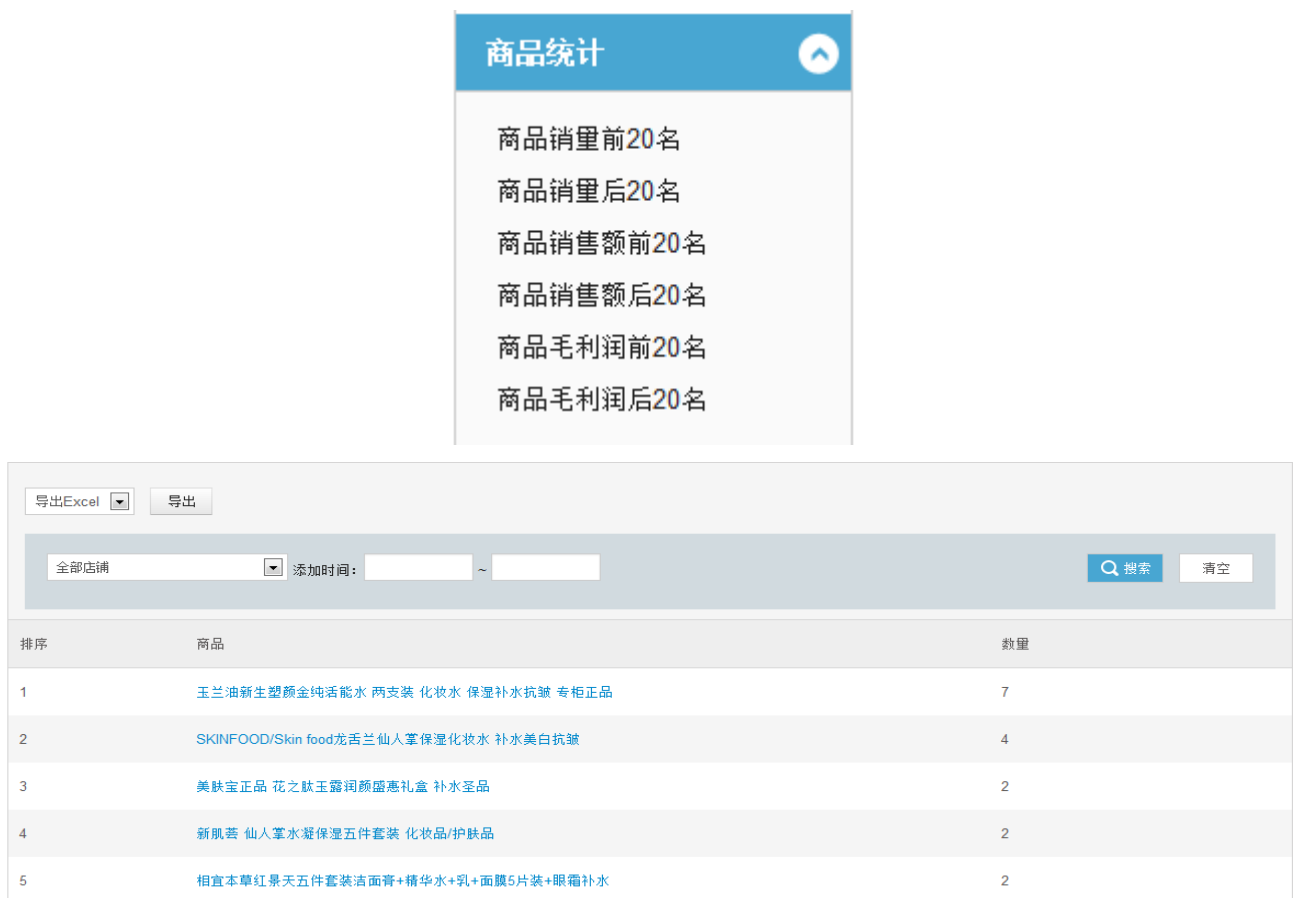 商品统计
商品销量前20名
商品销量后20名
商品销售额前20名
商品销售额后20名
商品毛利润前20名
商品毛利润后20名
导出Excel 导出
全部店铺 添加时间： ~ 搜索 清空
排序 商品 数量
1 玉兰油新生塑颜金纯活能水 两支装 化妆水 保湿补水抗皱 专柜正品 7
2 SKINFOOD/Skin food龙舌兰仙人掌保湿化妆水 补水美白抗皱 4
3 美肤宝正品 花之肽玉露润颜盛惠礼盒 补水圣品 2
4 新肌荟 仙人掌水凝保湿五件套装 化妆品/护肤品 2
5 相宜本草红景天五件套装洁面膏+精华水+乳+面膜5片装+眼霜补水 2